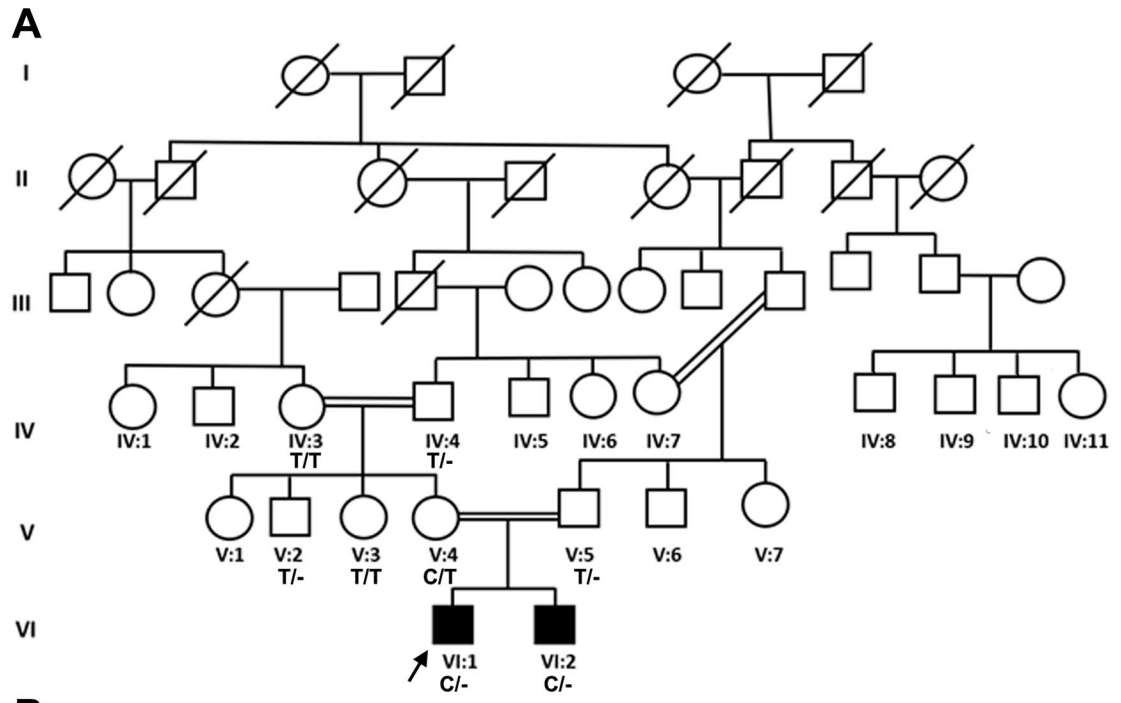 A
I
II
III
IV
IV:1 IV:2 IV:3 IV:4 IV:5 IV:6 IV:7 IV:8 IV:9 IV:10 IV:11
T/T T/-
V
V:1 V:2 V:3 V:4 V:5 V:6 V:7
T/- T/T C/T T/-
VI
VI:1 VI:2
C/- C/-